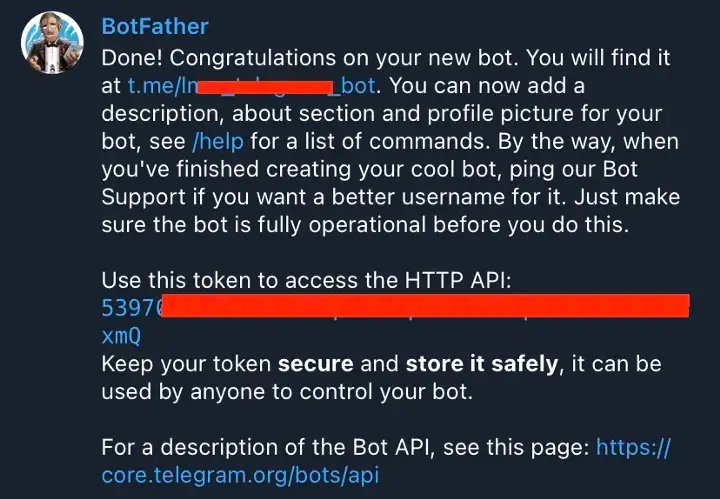 BotFather
Done! Congratulations on your new bot. You will find it
at t.me/ln _bot. You can now add a
description, about section and profile picture for your
bot, see /help for a list of commands. By the way, when
you've finished creating your cool bot, ping our Bot
Support if you want a better username for it. Just make
sure the bot is fully operational before you do this.
Use this token to access the HTTP API:
5397
xmQ
Keep your token secure and store it safely, it can be
used by anyone to control your bot.
For a description of the Bot API, see this page: https://
core.telegram.org/bots/api